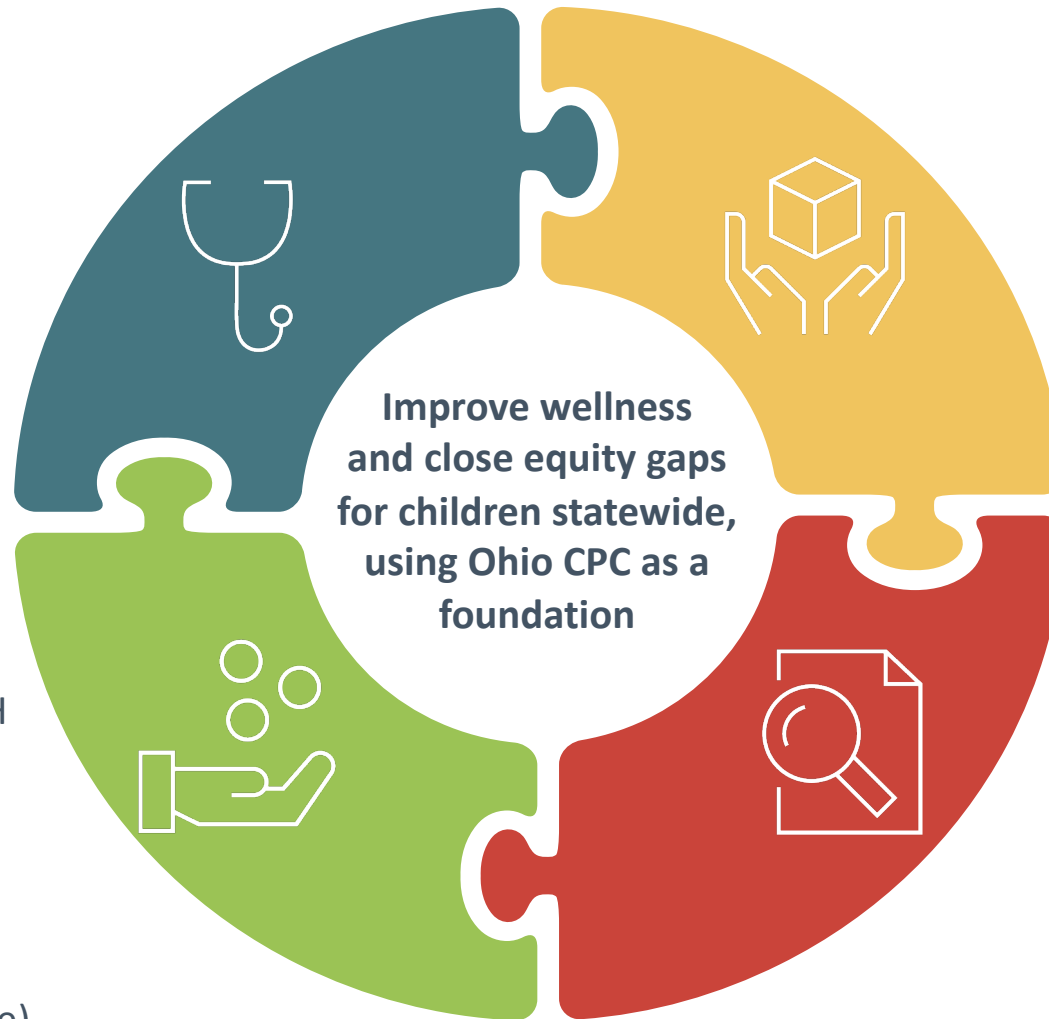 Improve wellness
and close equity gaps
for children statewide,
using Ohio CPC as a
foundation